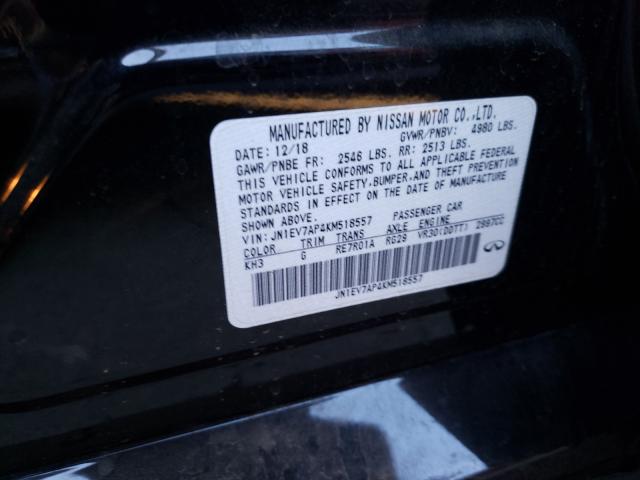 MANUFACTURED BY NISSAN MOTOR CO.,LTD.
DATE: 12/18 GVWR/PNBV: 4980 LBS.
GAWR/PNBE FR: 2546 LBS. RR: 2513 LBS.
THIS VEHICLE CONFORMS TO ALL APPLICABLE FEDERAL
MOTOR VEHICLE SAFETY,BUMPER,AND THEFT PREVENTION
STANDARDS IN EFFECT ON THE DATE OF MANUFACTURE
SHOWN ABOVE.
VIN: JN1EV7AP4KM518557 PASSENGER CAR
COLOR TRIM TRANS AXLE ENGINE
KH3 G RE7R01A RG29 VR30(DDTT) 2997CC
JN1EV7AP4KM518557